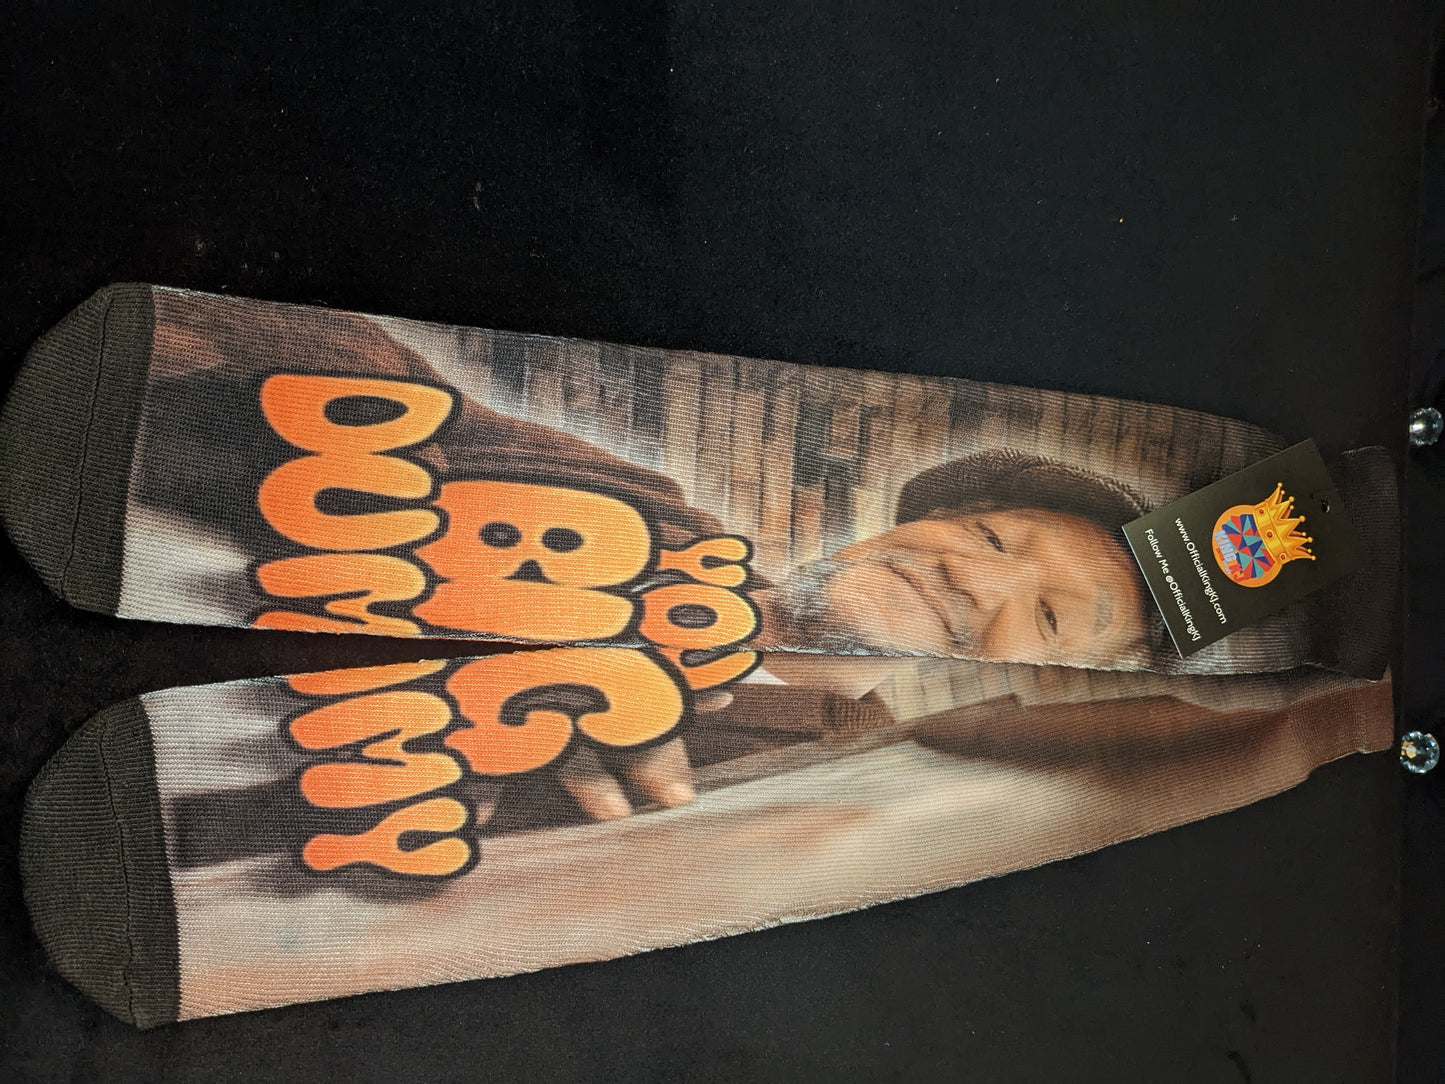 www.OfficialKingKJ.com
Follow Me @OfficialKingKJ
YOU
BIG
DUMMY